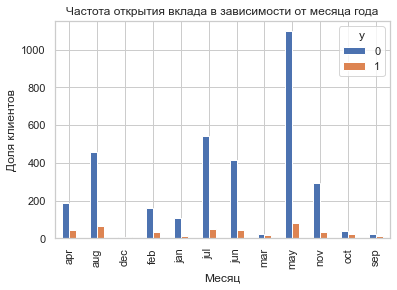 Частота открытия вклада в зависимости от месяца года
Доля клиентов
1000
800
600
400
200
0
y
0
1
apr aug dec feb jan jul jun mar may nov oct sep
Месяц